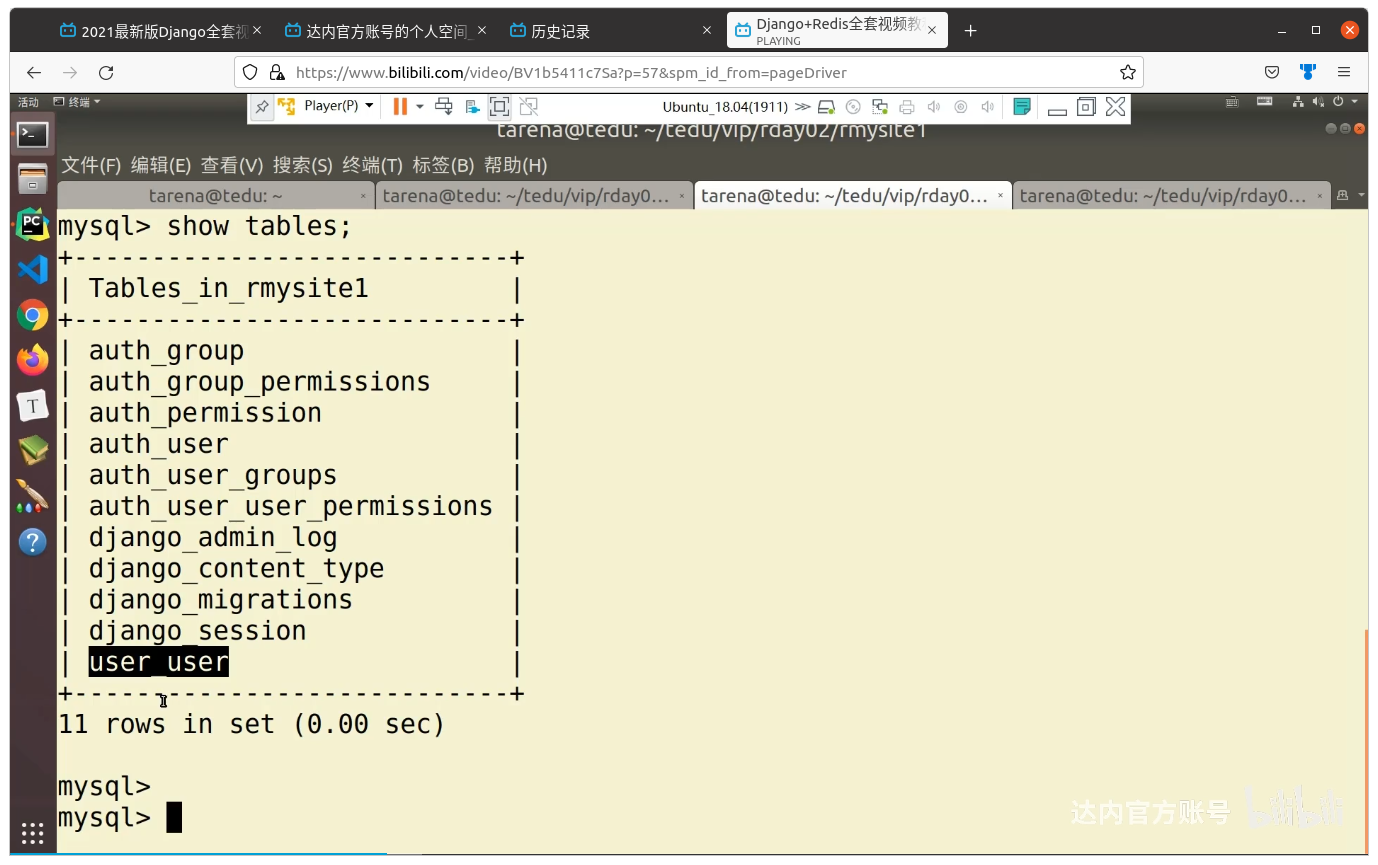 2021最新版Django全套视
达内官方账号的个人空间_
历史记录
Django+Redis全套视频教
PLAYING
https://www.bilibili.com/video/BV1b5411c7Sa?p=57&spm_id_from=pageDriver
活动
终端
Player(P)
Ubuntu_18.04(1911)
tarena@tedu: ~/tedu/vip/rday02/rmysite1
文件(F) 编辑(E) 查看(V) 搜索(S) 终端(T) 标签(B) 帮助(H)
tarena@tedu: ~
tarena@tedu: ~/tedu/vip/rday0...
tarena@tedu: ~/tedu/vip/rday0...
tarena@tedu: ~/tedu/vip/rday0...
PC
T
?
mysql> show tables;
+----------------------------+
| Tables_in_rmysite1         |
+----------------------------+
| auth_group                 |
| auth_group_permissions     |
| auth_permission            |
| auth_user                  |
| auth_user_groups           |
| auth_user_user_permissions |
| django_admin_log           |
| django_content_type        |
| django_migrations          |
| django_session             |
| user_user                  |
+----------------------------+
11 rows in set (0.00 sec)
mysql>
mysql>
达内官方账号
bilibili